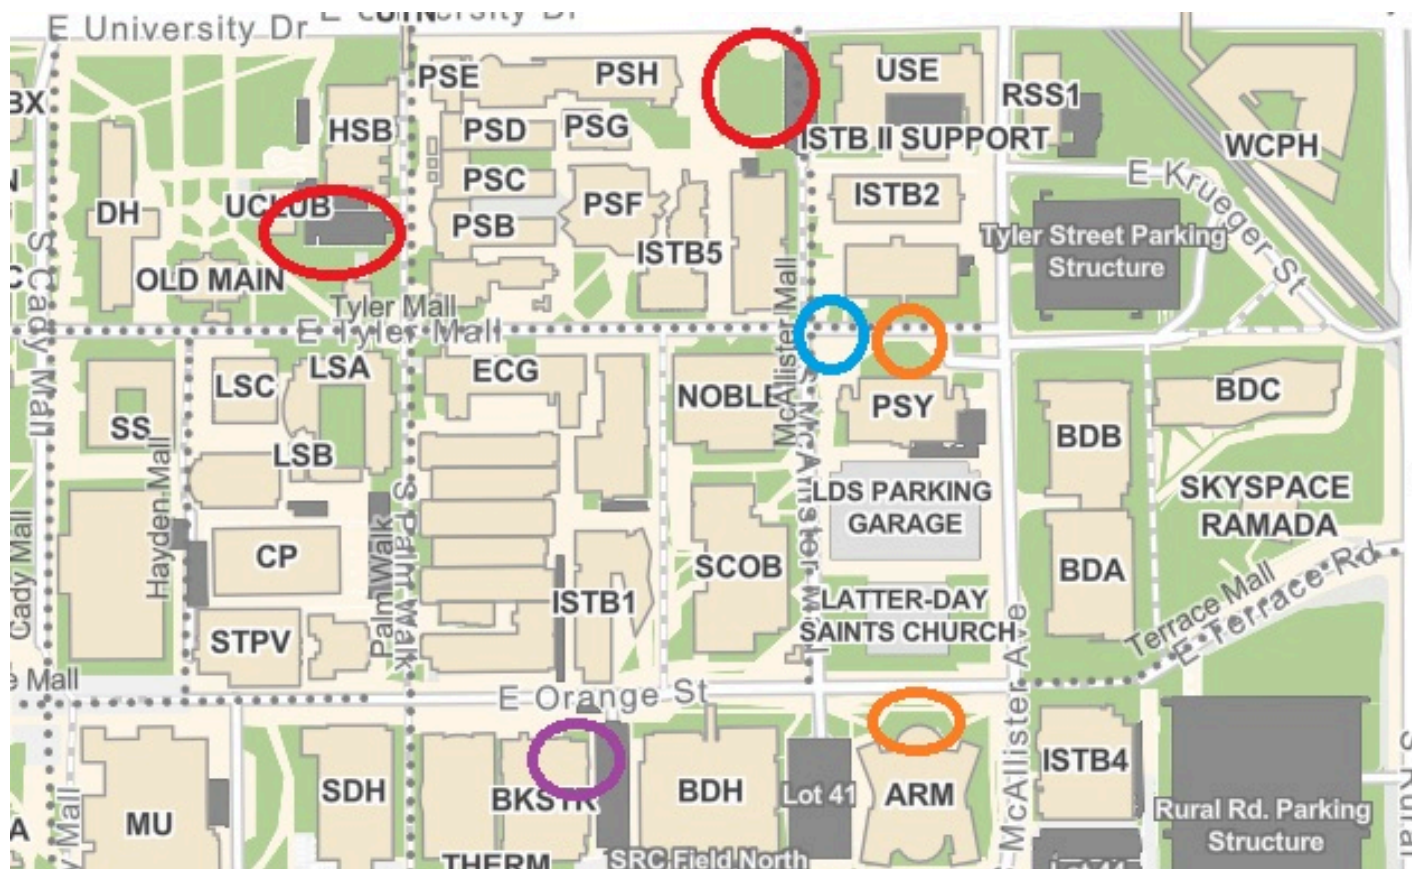 E University Dr
PSE
PSH
USE
RSS1
BX
HSB
PSD
PSG
ISTB II SUPPORT
WCPH
E Krueger St
PSC
ISTB2
DH
UCLUB
PSB
PSF
Tyler Street Parking
Structure
ISTB5
OLD MAIN
Tyler Mall
E Tyler Mall
S Cady Mall
McAllister Mall
LSC
LSA
ECG
NOBLE
PSY
BDC
SS
BDB
LSB
Hayden Mall
S Palm Walk
LDS PARKING
GARAGE
SKYSPACE
RAMADA
Cady Mall
CP
SCOB
BDA
ISTB1
PalmWalk
LATTER-DAY
SAINTS CHURCH
Terrace Mall
E Terrace Rd
STPV
E Orange St
S McAllister Mall
McAllister Ave
ISTB4
SDH
BKSTR
BDH
Lot 41
ARM
MU
Rural Rd. Parking
Structure
THERM
SRC Field North